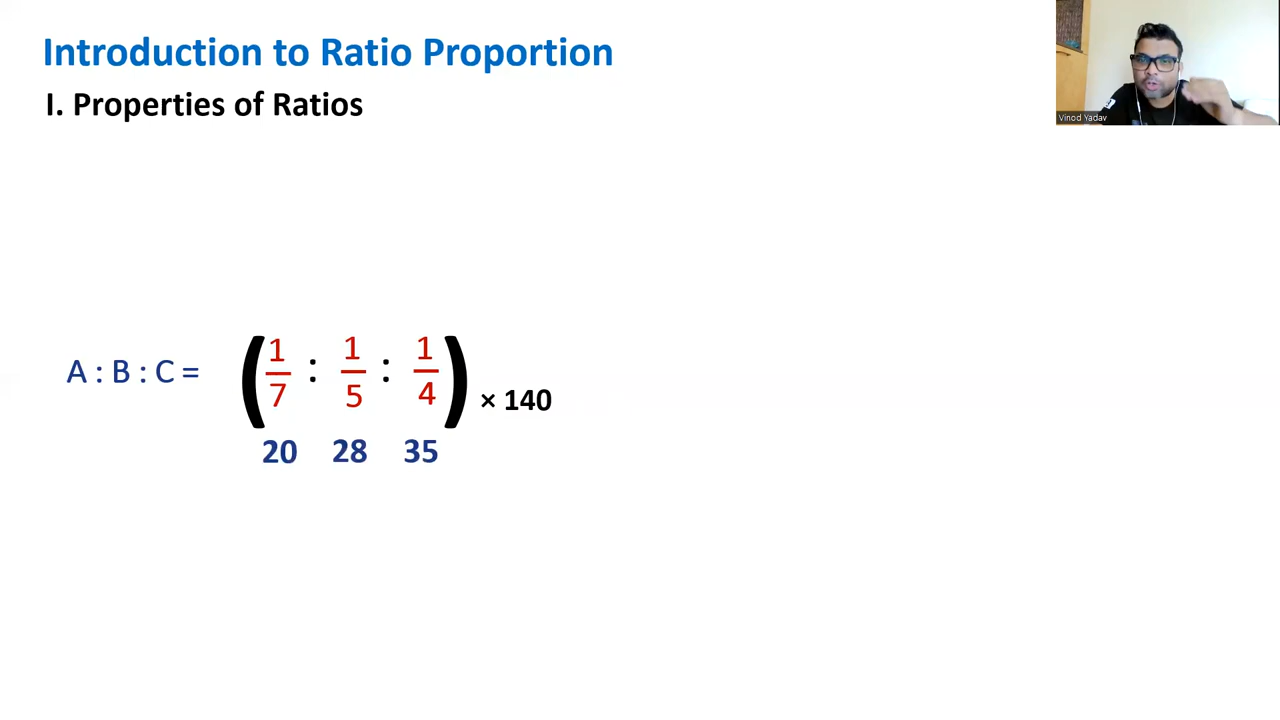 Introduction to Ratio Proportion
I. Properties of Ratios
Vinod Yadav
A : B : C = ( 1/7 : 1/5 : 1/4 ) × 140
20 28 35